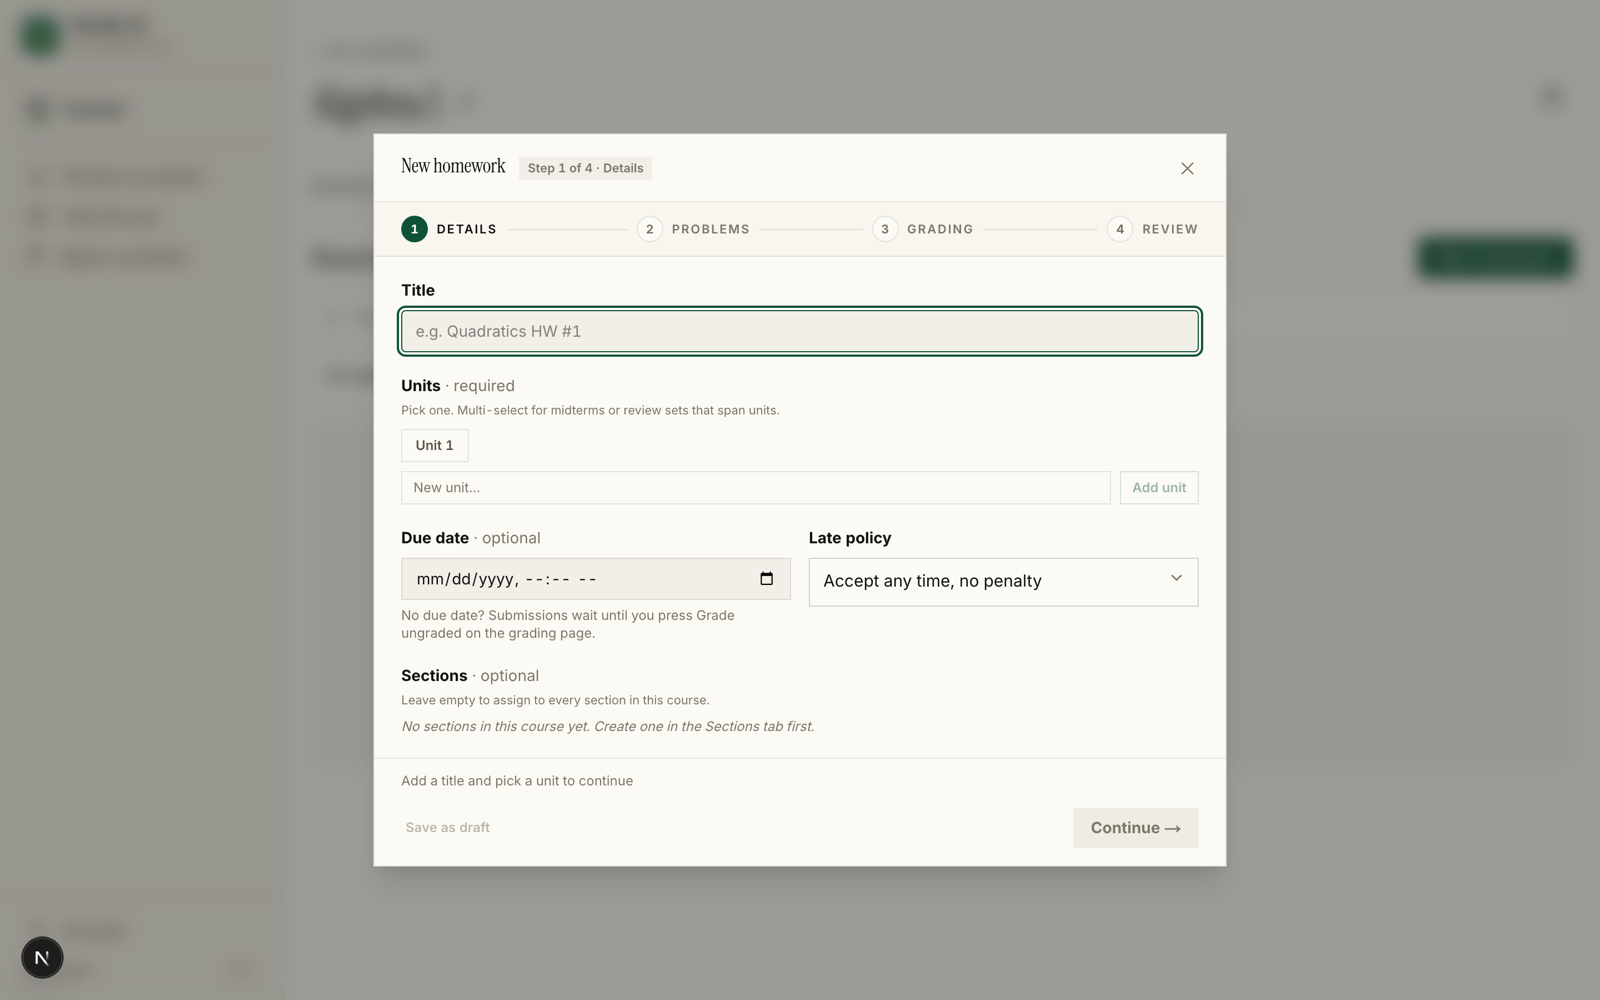 New homework
Step 1 of 4 · Details
1 DETAILS
2 PROBLEMS
3 GRADING
4 REVIEW
Title
e.g. Quadratics HW #1
Units · required
Pick one. Multi-select for midterms or review sets that span units.
Unit 1
New unit...
Add unit
Due date · optional
Late policy
mm/dd/yyyy, --:-- --
Accept any time, no penalty
No due date? Submissions wait until you press Grade
ungraded on the grading page.
Sections · optional
Leave empty to assign to every section in this course.
No sections in this course yet. Create one in the Sections tab first.
Add a title and pick a unit to continue
Save as draft
Continue →
N